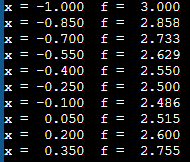 x = -1.000 f = 3.000
x = -0.850 f = 2.858
x = -0.700 f = 2.733
x = -0.550 f = 2.629
x = -0.400 f = 2.550
x = -0.250 f = 2.500
x = -0.100 f = 2.486
x = 0.050 f = 2.515
x = 0.200 f = 2.600
x = 0.350 f = 2.755